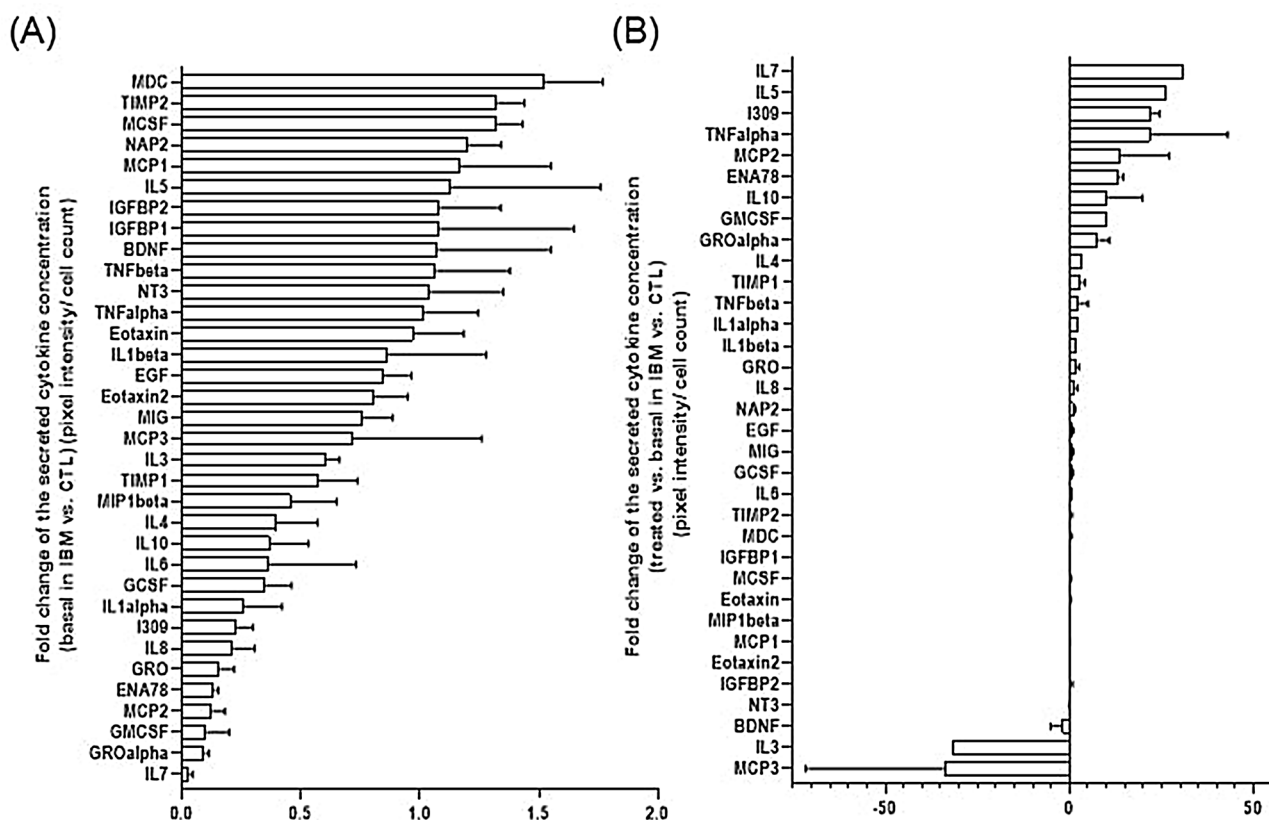 (A)
Fold change of the secreted cytokine concentration
(basal in IBM vs. CTL) (pixel intensity/ cell count)
MDC
TIMP2
MCSF
NAP2
MCP1
IL5
IGFBP2
IGFBP1
BDNF
TNFbeta
NT3
TNFalpha
Eotaxin
IL1beta
EGF
Eotaxin2
MIG
MCP3
IL3
TIMP1
MIP1beta
IL4
IL10
IL6
GCSF
IL1alpha
I309
IL8
GRO
ENA78
MCP2
GMCSF
GROalpha
IL7
0.0 0.5 1.0 1.5 2.0
(B)
Fold change of the secreted cytokine concentration
(treated vs. basal in IBM vs. CTL)
(pixel intensity/ cell count)
IL7
IL5
I309
TNFalpha
MCP2
ENA78
IL10
GMCSF
GROalpha
IL4
TIMP1
TNFbeta
IL1alpha
IL1beta
GRO
IL8
NAP2
EGF
MIG
GCSF
IL6
TIMP2
MDC
IGFBP1
MCSF
Eotaxin
MIP1beta
MCP1
Eotaxin2
IGFBP2
NT3
BDNF
IL3
MCP3
-50 0 50